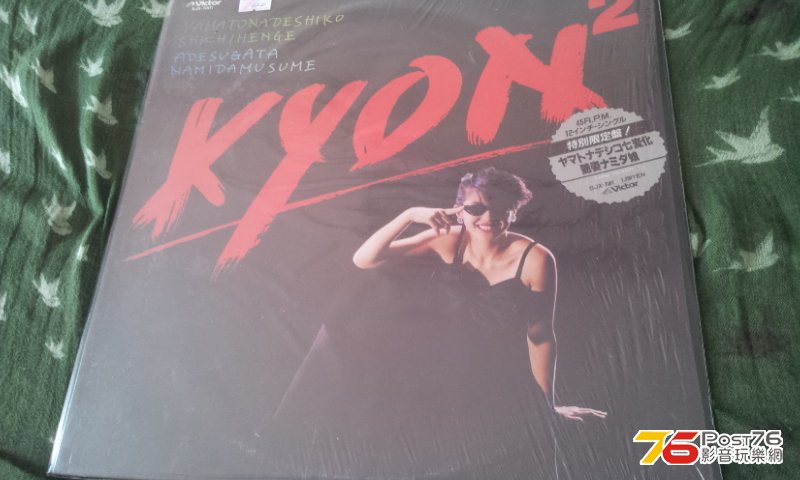 Victor
YAMATONADESHIKO
SHICHIHENGE
ADESUGATA
NAMIDAMUSUME
KYON²
45R.P.M.
12インチ・シングル
特別限定盤!
ヤマトナデシコ七変化
艶姿ナミダ娘
Victor
76 POST76
影音玩樂網